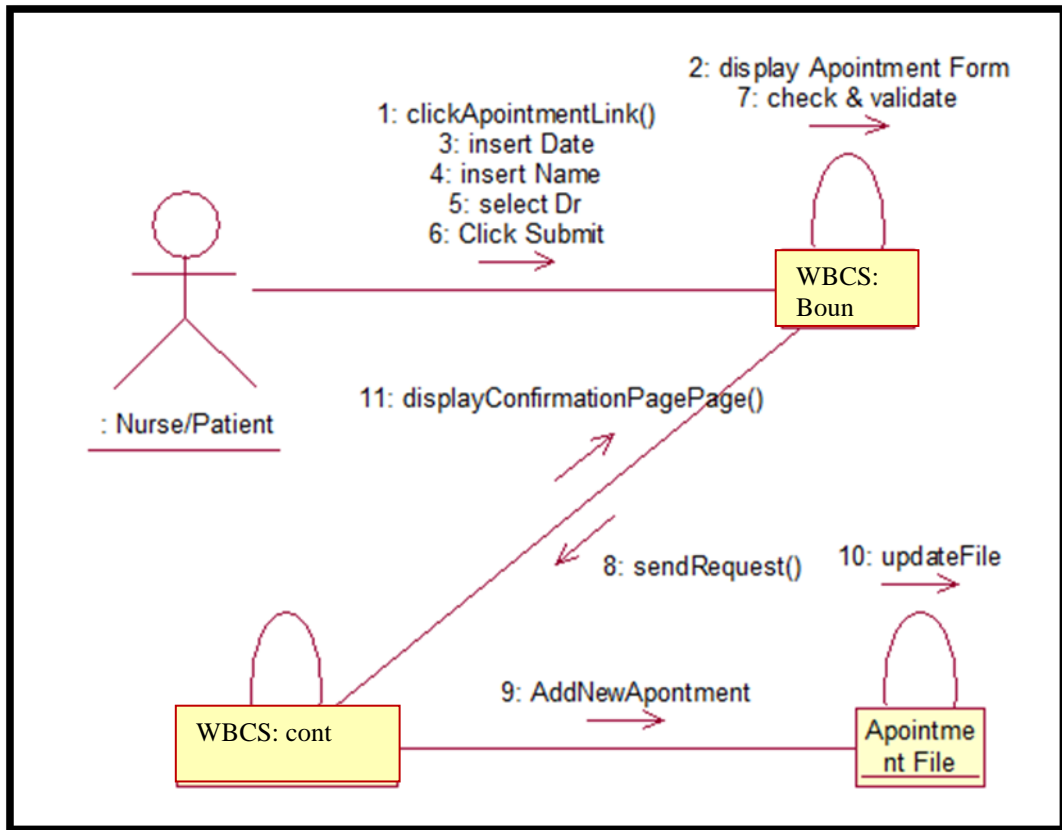 2: display Apointment Form
7: check & validate
1: clickApointmentLink()
3: insert Date
4: insert Name
5: select Dr
6: Click Submit
WBCS:
Boun
11: displayConfirmationPagePage()
: Nurse/Patient
8: sendRequest()
10: updateFile
9: AddNewApontment
WBCS: cont
Apointme
nt File